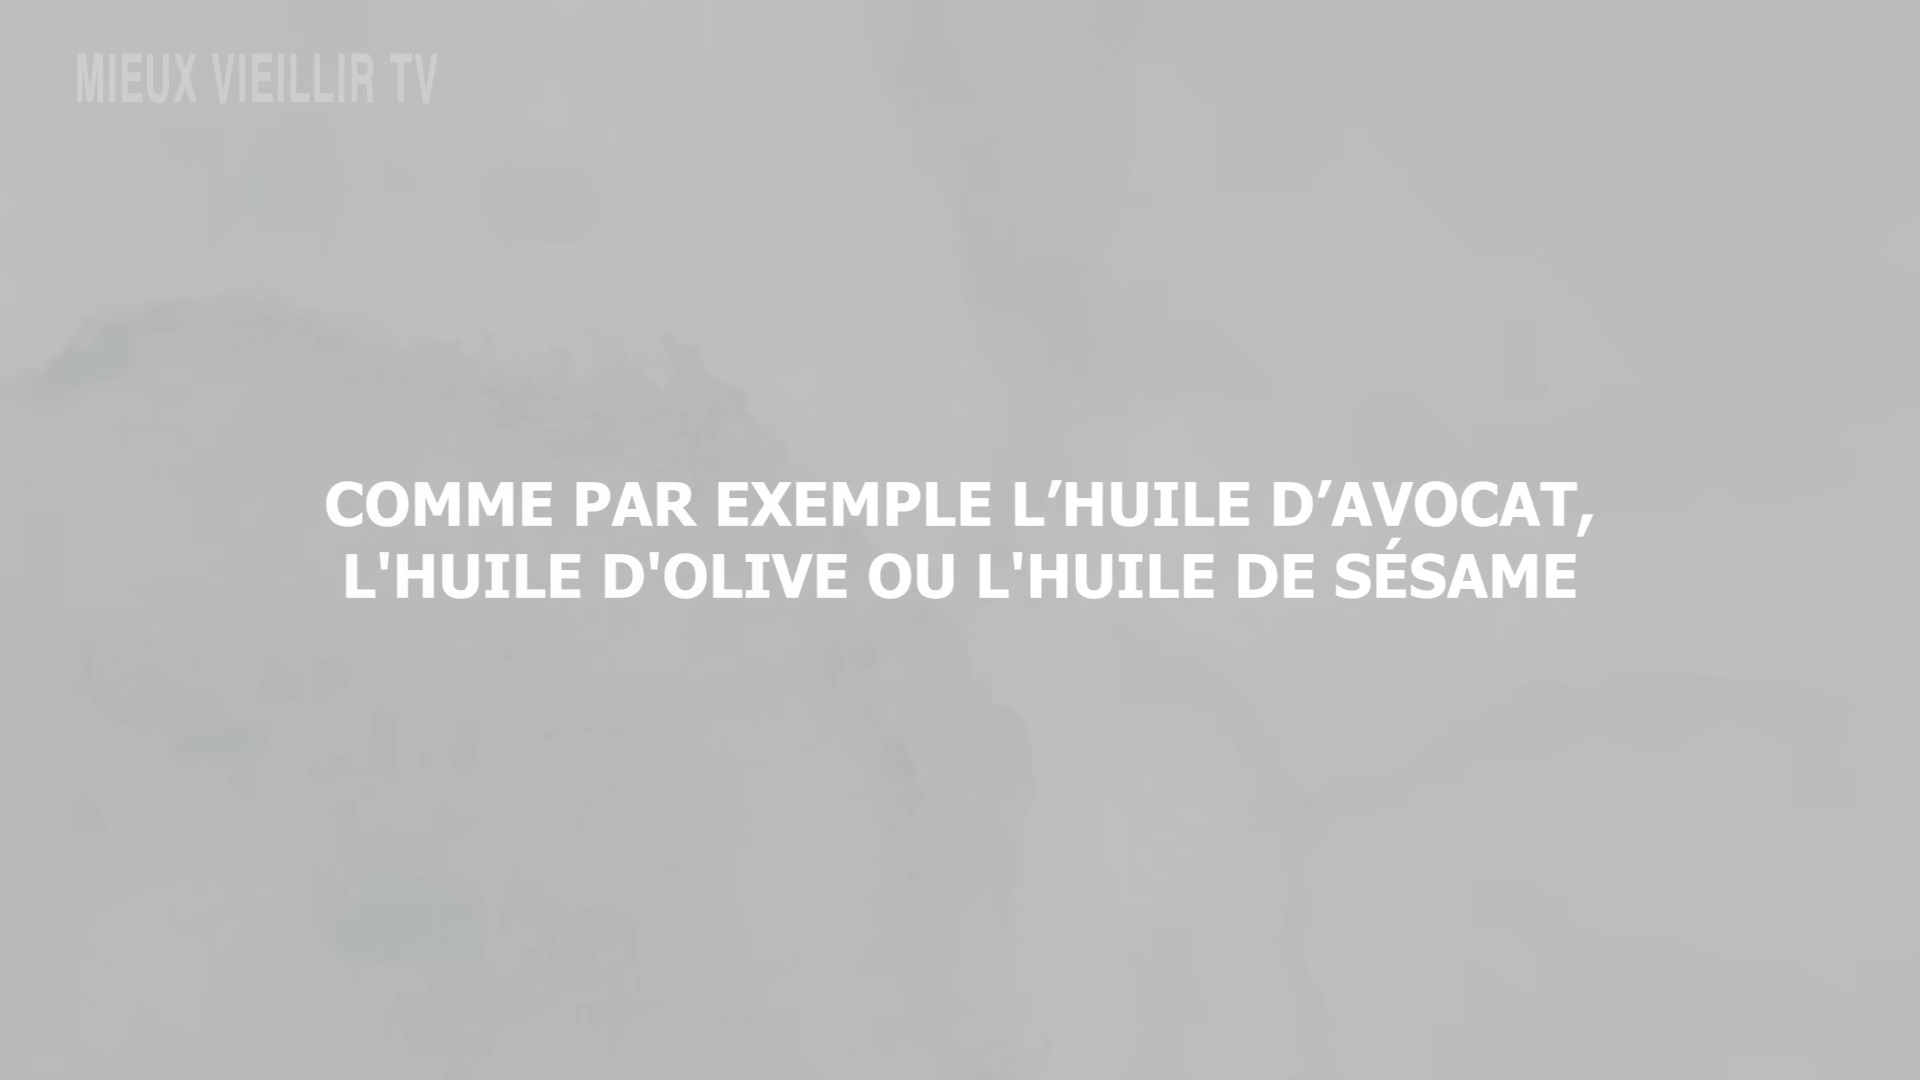 MIEUX VIEILLIR TV
COMME PAR EXEMPLE L’HUILE D’AVOCAT,
L'HUILE D'OLIVE OU L'HUILE DE SÉSAME